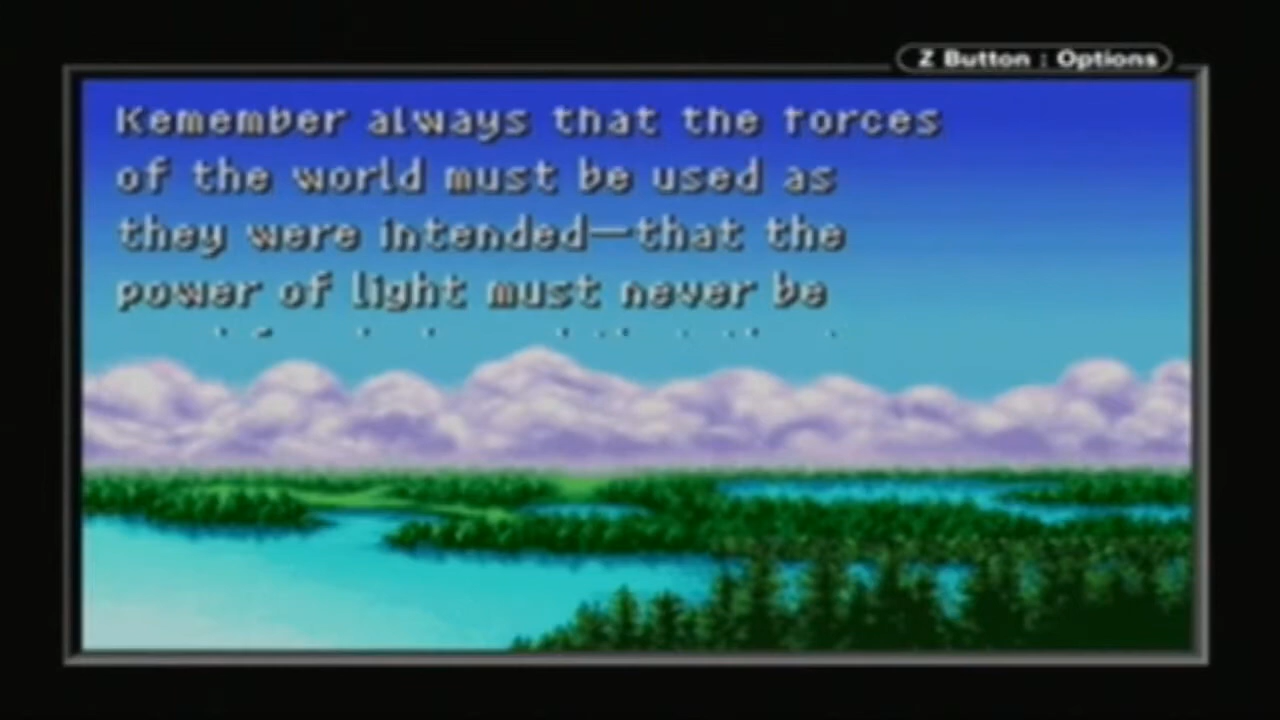 Z Button : Options
Remember always that the forces
of the world must be used as
they were intended—that the
power of light must never be